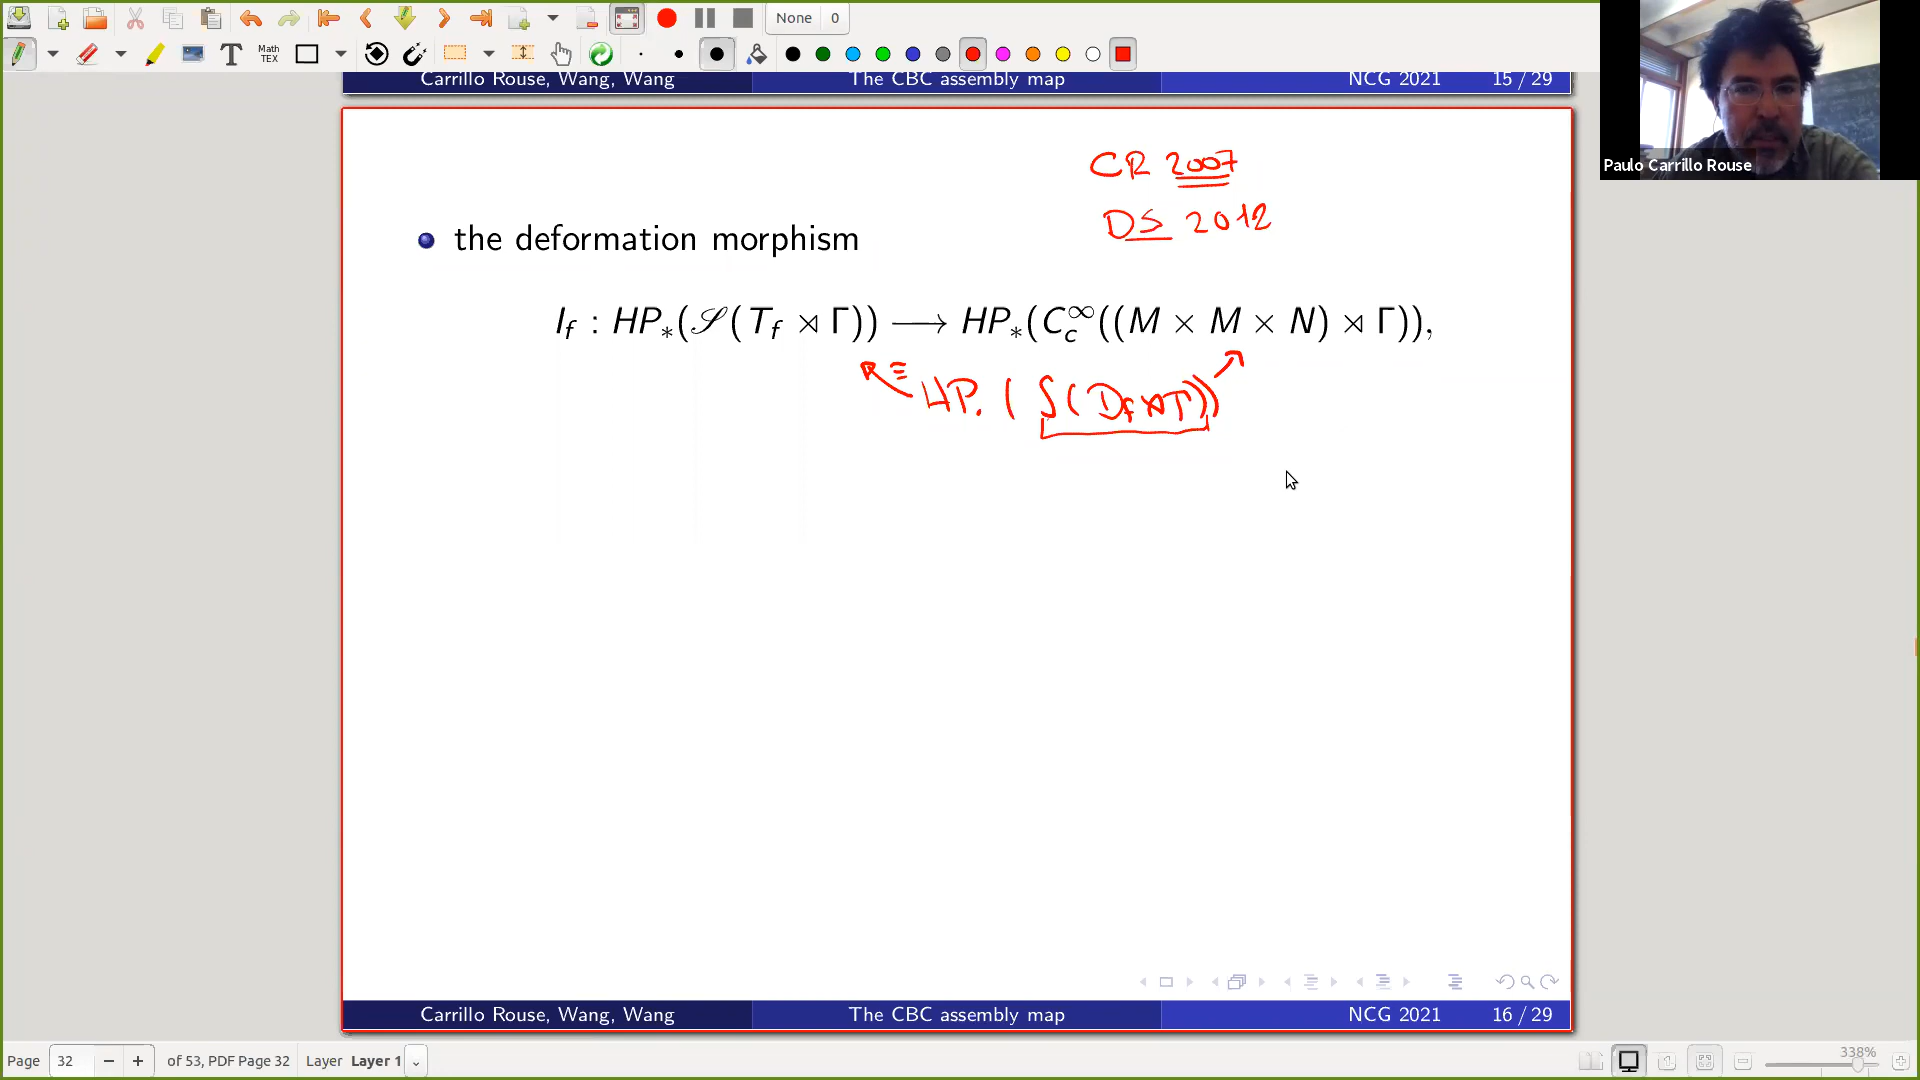 None 0
Math
TEX
Carrillo Rouse, Wang, Wang The CBC assembly map NCG 2021 15 / 29
Paulo Carrillo Rouse
CR 2007
DS 2012
the deformation morphism
I_f : HP_*(𝒮(T_f ⋊ Γ)) ⟶ HP_*(C_c^∞((M × M × N) ⋊ Γ)),
≅ HP. (S(D_f ⋊ Γ))
Carrillo Rouse, Wang, Wang The CBC assembly map NCG 2021 16 / 29
Page 32 of 53, PDF Page 32 Layer Layer 1 338%